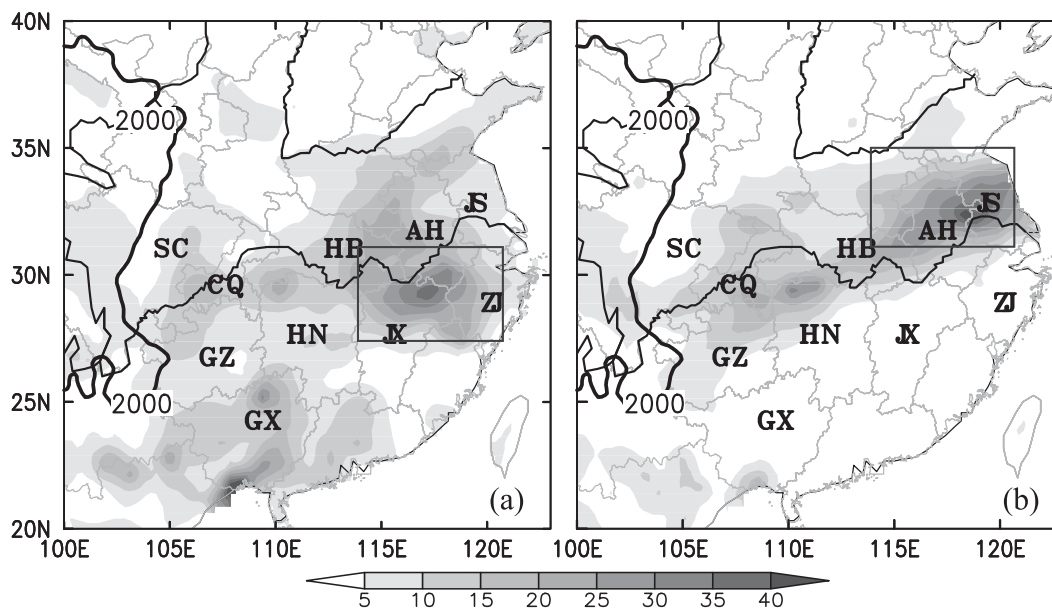 40N
35N
30N
25N
20N
100E 105E 110E 115E 120E
2000
2000
SC
CQ
HB
AH
JS
ZJ
JX
HN
GZ
GX
(a)
100E 105E 110E 115E 120E
2000
2000
SC
CQ
HB
AH
JS
ZJ
JX
HN
GZ
GX
(b)
5 10 15 20 25 30 35 40